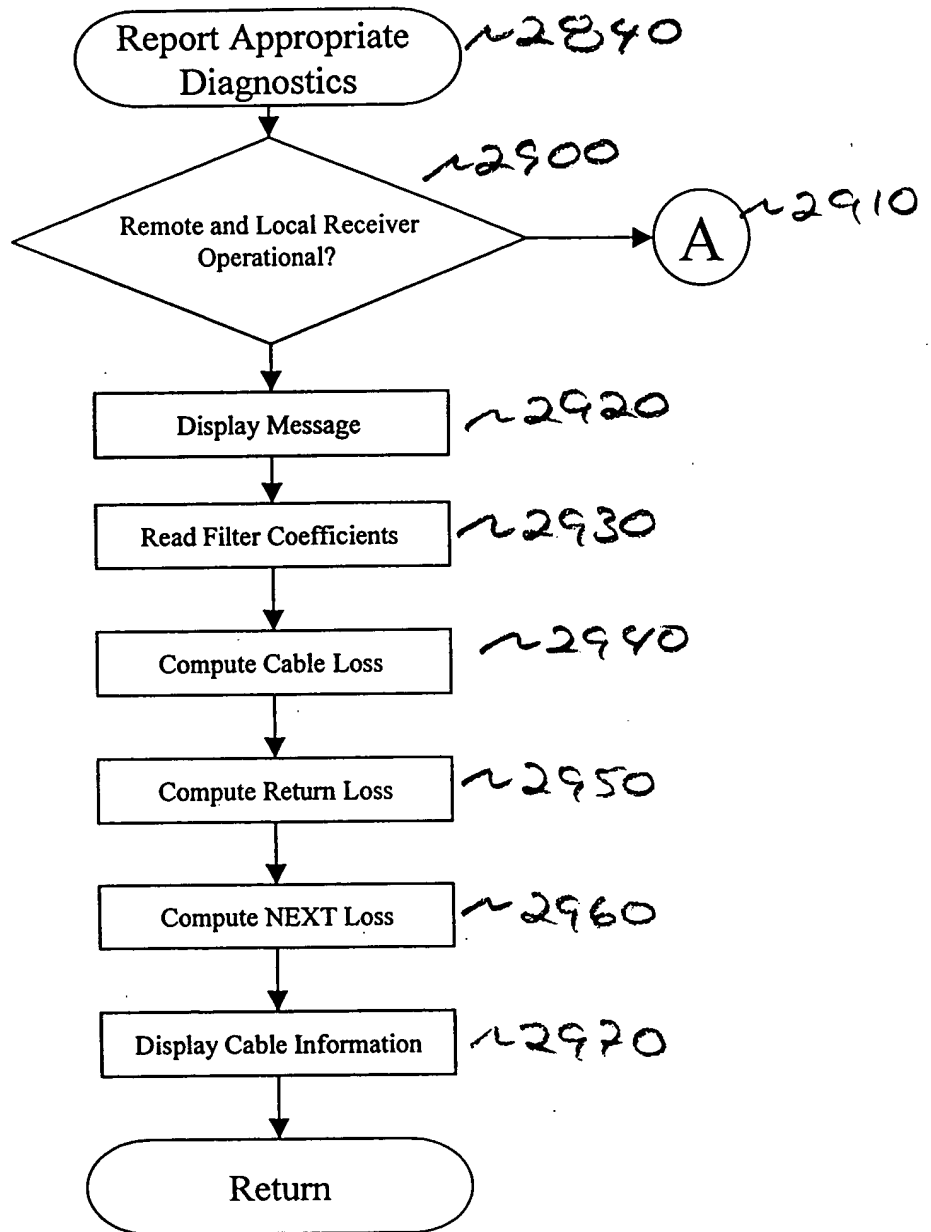 Report Appropriate ~2840
Diagnostics
~2900
Remote and Local Receiver
Operational?
A ~2910
Display Message ~2920
Read Filter Coefficients ~2930
Compute Cable Loss ~2940
Compute Return Loss ~2950
Compute NEXT Loss ~2960
Display Cable Information ~2970
Return